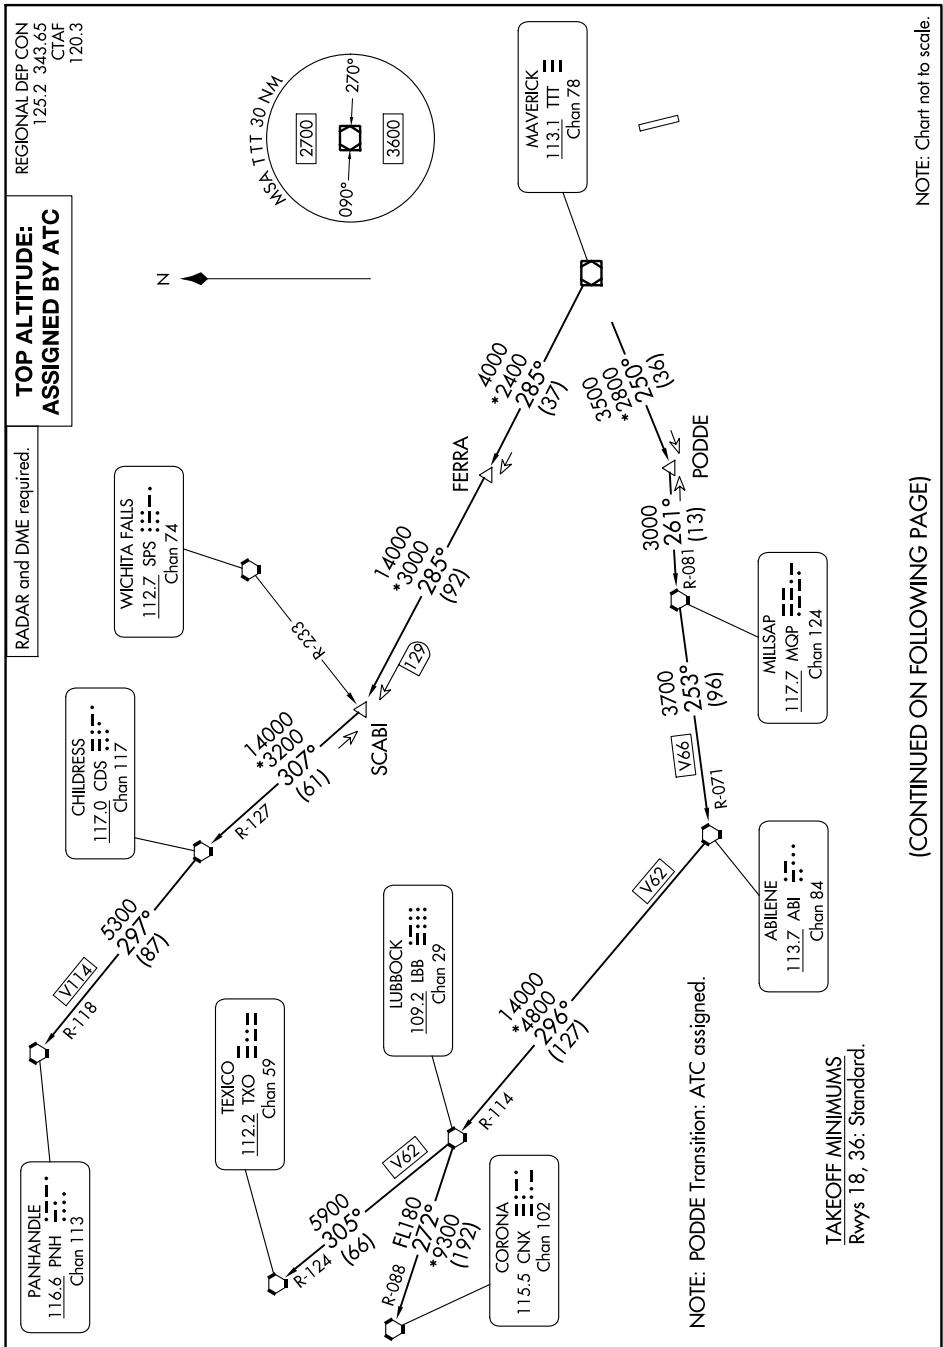 REGIONAL DEP CON
125.2 343.65
CTAF
120.3
TOP ALTITUDE:
ASSIGNED BY ATC
RADAR and DME required.
N
MSA TTT 30 NM
2700
270°
090°
3600
MAVERICK
113.1 TTT
Chan 78
NOTE: Chart not to scale.
4000
*2400
285°
(37)
FERRA
14000
*3000
285°
(92)
129
SCABI
WICHITA FALLS
112.7 SPS
Chan 74
R-233
14000
*3200
307°
(61)
R-127
CHILDRESS
117.0 CDS
Chan 117
5300
297°
(87)
V114
R-118
PANHANDLE
116.6 PNH
Chan 113
3500
*2800
250°
(36)
PODDE
3000
261°
(13)
R-081
MILLSAP
117.7 MQP
Chan 124
3700
253°
(96)
V66
R-071
ABILENE
113.7 ABI
Chan 84
V62
14000
*4800
296°
(127)
R-114
LUBBOCK
109.2 LBB
Chan 29
V62
5900
305°
(66)
R-124
TEXICO
112.2 TXO
Chan 59
FL180
272°
*9300
(192)
R-088
CORONA
115.5 CNX
Chan 102
NOTE: PODDE Transition: ATC assigned.
TAKEOFF MINIMUMS
Rwys 18, 36: Standard.
(CONTINUED ON FOLLOWING PAGE)